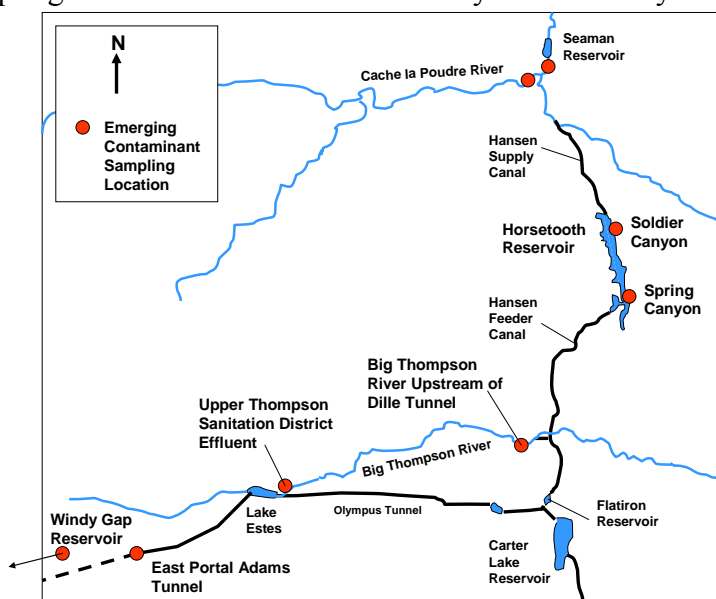 N
Emerging
Contaminant
Sampling
Location
Seaman
Reservoir
Cache la Poudre River
Hansen
Supply
Canal
Horsetooth
Reservoir
Soldier
Canyon
Spring
Canyon
Hansen
Feeder
Canal
Big Thompson
River Upstream of
Dille Tunnel
Upper Thompson
Sanitation District
Effluent
Big Thompson River
Lake
Estes
Olympus Tunnel
Flatiron
Reservoir
Carter
Lake
Reservoir
Windy Gap
Reservoir
East Portal Adams
Tunnel